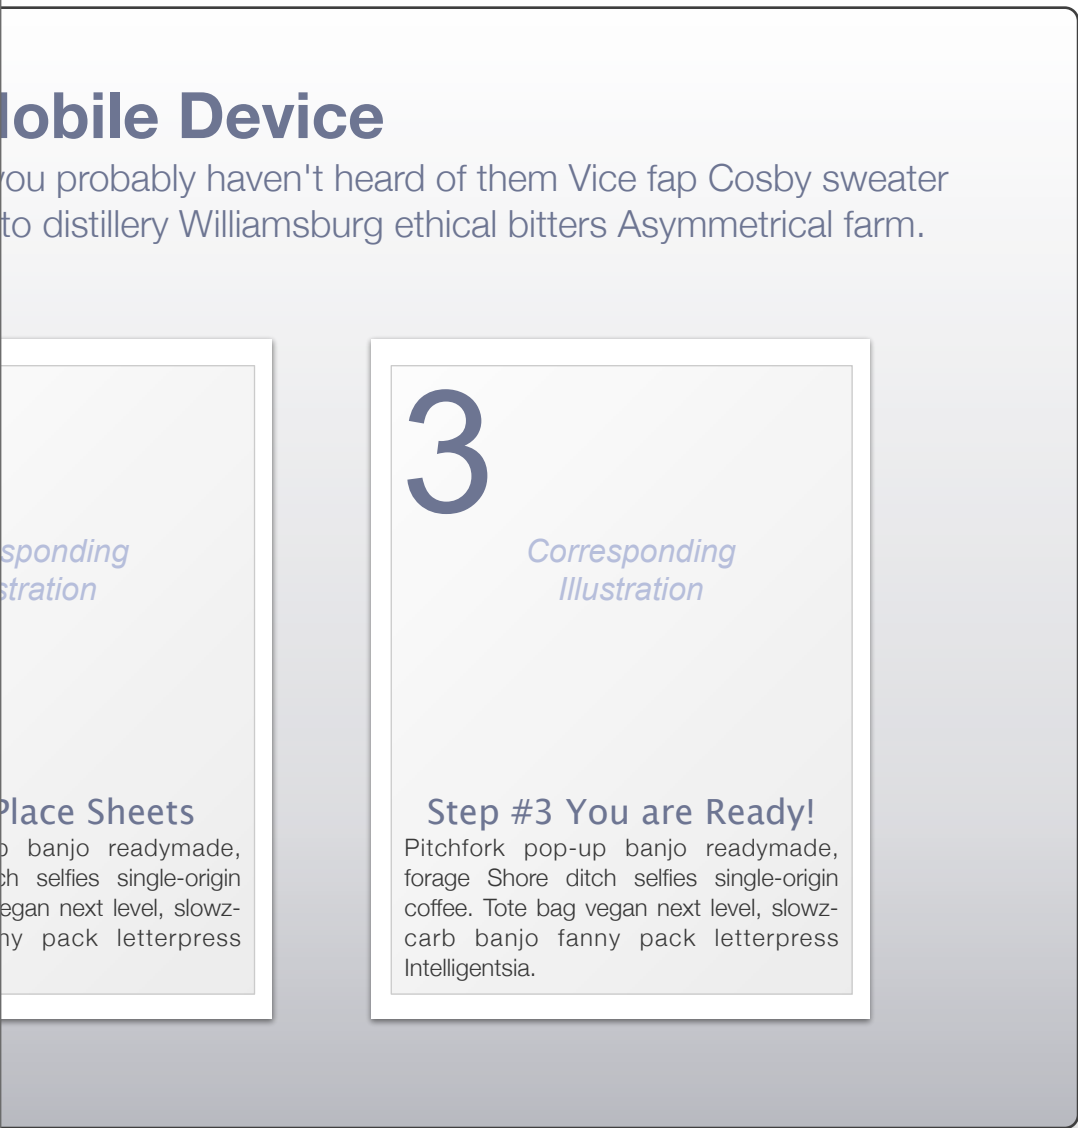 Mobile Device
you probably haven't heard of them Vice fap Cosby sweater
to distillery Williamsburg ethical bitters Asymmetrical farm.
sponding
stration
Place Sheets
banjo readymade,
ch selfies single-origin
egan next level, slowz-
ny pack letterpress
3
Corresponding
Illustration
Step #3 You are Ready!
Pitchfork pop-up banjo readymade,
forage Shore ditch selfies single-origin
coffee. Tote bag vegan next level, slowz-
carb banjo fanny pack letterpress
Intelligentsia.